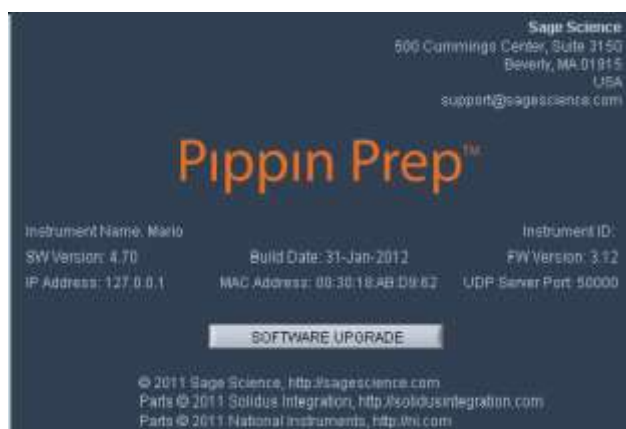 Sage Science
500 Cummings Center, Suite 3150
Beverly, MA 01915
USA
support@sagescience.com
Pippin Prep™
Instrument Name: Mario
Instrument ID:
SW Version: 4.70
Build Date: 31-Jan-2012
FW Version: 3.12
IP Address: 127.0.0.1
MAC Address: 00:30:18:AB:D9:62
UDP Server Port: 50000
SOFTWARE UPGRADE
© 2011 Sage Science, http://sagescience.com
Parts © 2011 Solidus Integration, http://solidusintegration.com
Parts © 2011 National Instruments, http://ni.com